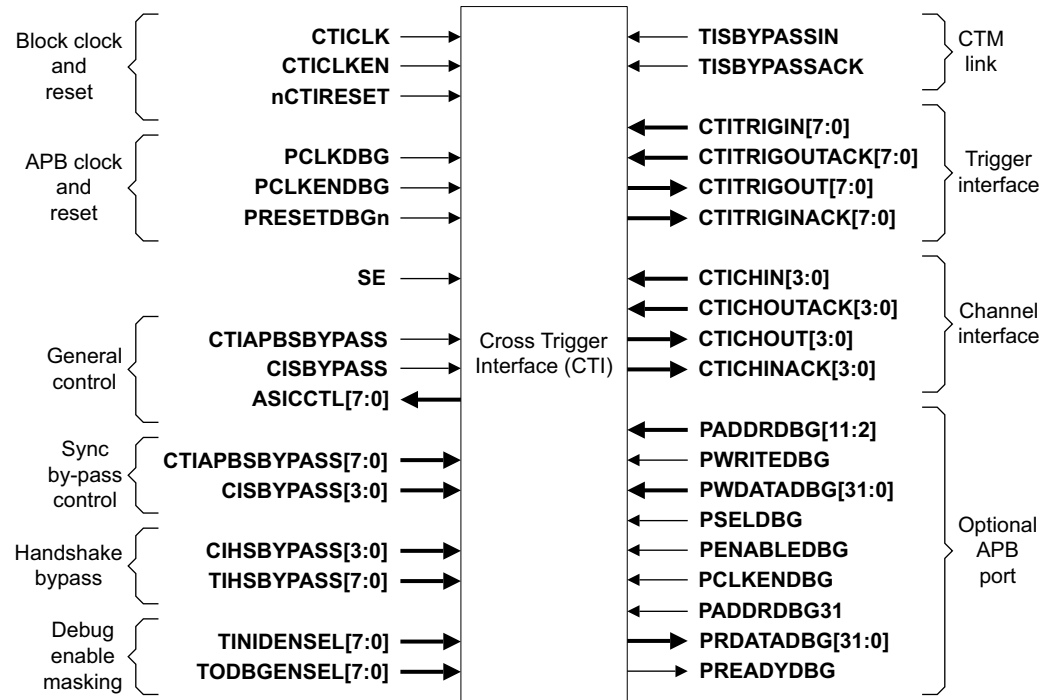 Block clock
and
reset
CTICLK
CTICLKEN
nCTIRESET
APB clock
and
reset
PCLKDBG
PCLKENDBG
PRESETDBGn
SE
General
control
CTIAPBSBYPASS
CISBYPASS
ASICCTL[7:0]
Sync
by-pass
control
CTIAPBSBYPASS[7:0]
CISBYPASS[3:0]
Handshake
bypass
CIHSBYPASS[3:0]
TIHSBYPASS[7:0]
Debug
enable
masking
TINIDENSEL[7:0]
TODBGENSEL[7:0]
Cross Trigger
Interface (CTI)
TISBYPASSIN
TISBYPASSACK
CTM
link
CTITRIGIN[7:0]
CTITRIGOUTACK[7:0]
CTITRIGOUT[7:0]
CTITRIGINACK[7:0]
Trigger
interface
CTICHIN[3:0]
CTICHOUTACK[3:0]
CTICHOUT[3:0]
CTICHINACK[3:0]
Channel
interface
PADDRDBG[11:2]
PWRITEDBG
PWDATADBG[31:0]
PSELDBG
PENABLEDBG
PCLKENDBG
PADDRDBG31
PRDATADBG[31:0]
PREADYDBG
Optional
APB
port